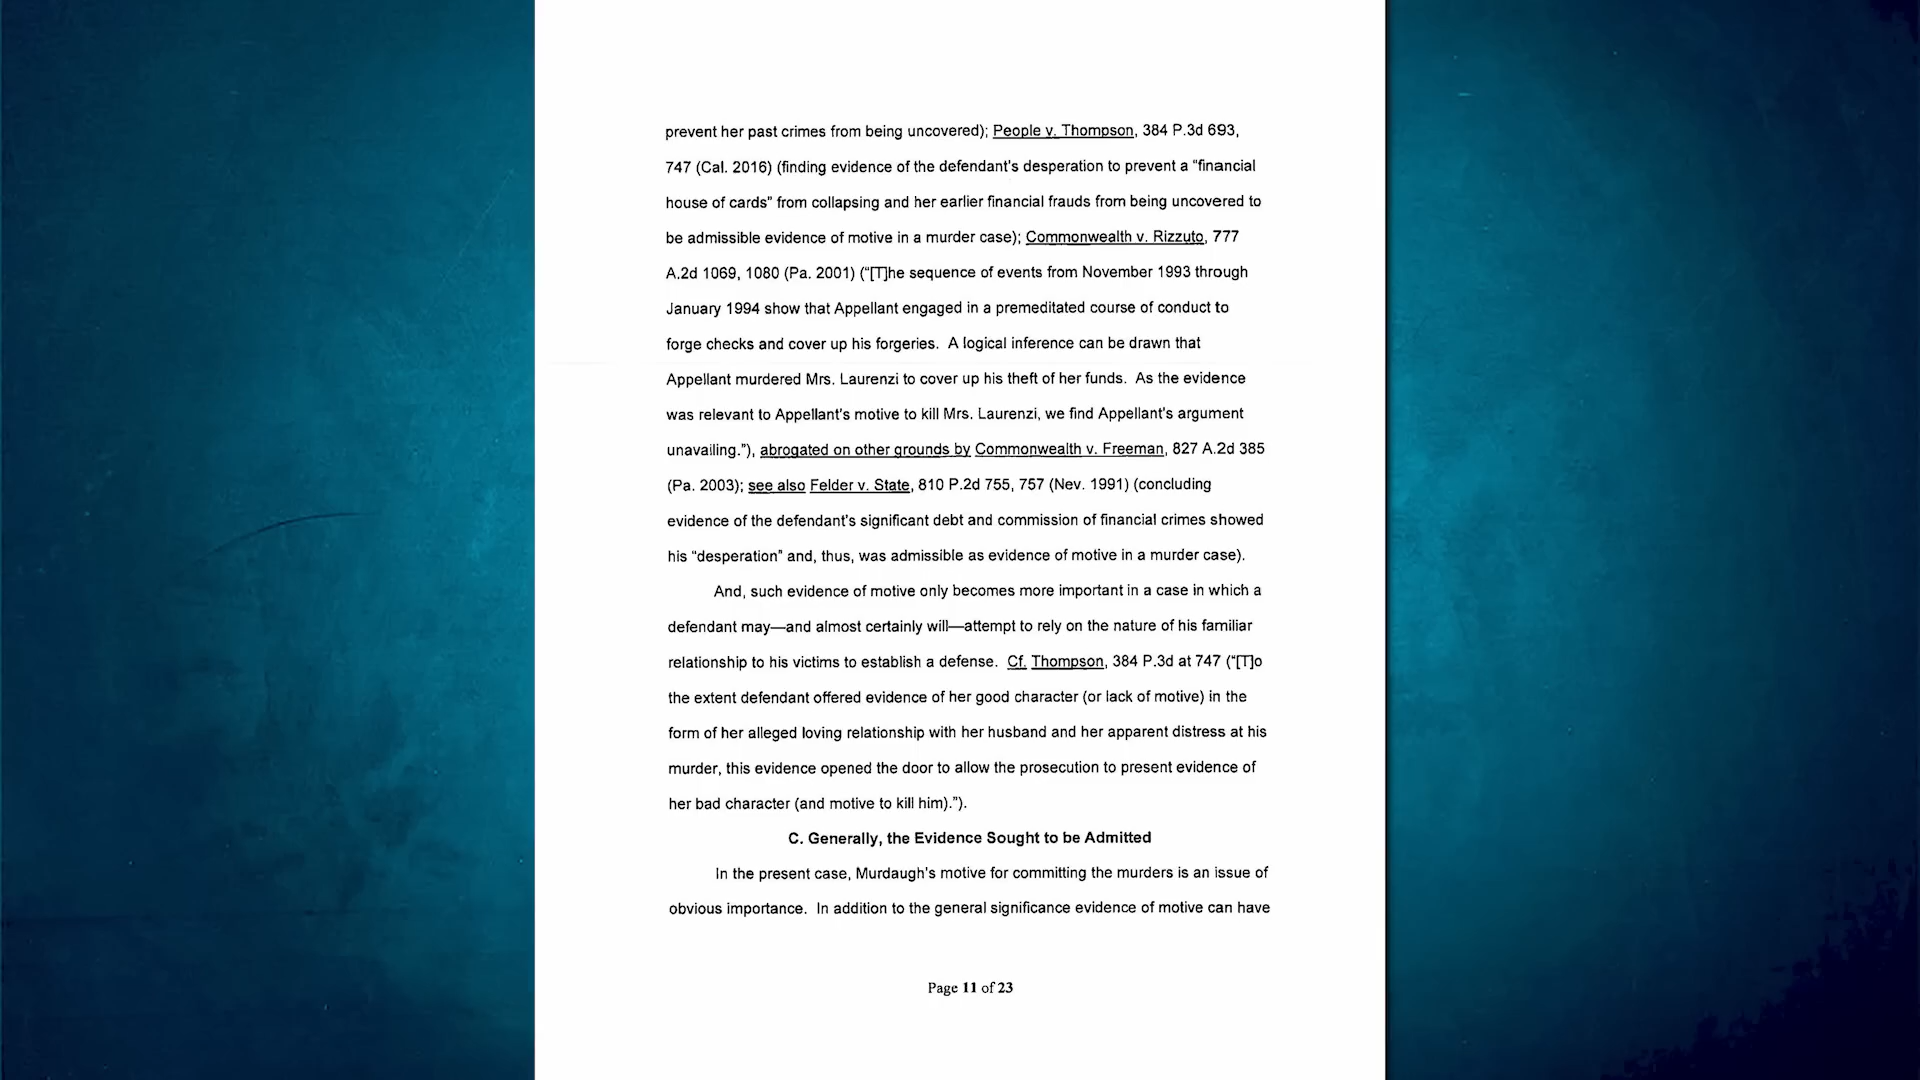 prevent her past crimes from being uncovered); People v. Thompson, 384 P.3d 693,
747 (Cal. 2016) (finding evidence of the defendant's desperation to prevent a “financial
house of cards” from collapsing and her earlier financial frauds from being uncovered to
be admissible evidence of motive in a murder case); Commonwealth v. Rizzuto, 777
A.2d 1069, 1080 (Pa. 2001) (“[T]he sequence of events from November 1993 through
January 1994 show that Appellant engaged in a premeditated course of conduct to
forge checks and cover up his forgeries. A logical inference can be drawn that
Appellant murdered Mrs. Laurenzi to cover up his theft of her funds. As the evidence
was relevant to Appellant's motive to kill Mrs. Laurenzi, we find Appellant's argument
unavailing.”), abrogated on other grounds by Commonwealth v. Freeman, 827 A.2d 385
(Pa. 2003); see also Felder v. State, 810 P.2d 755, 757 (Nev. 1991) (concluding
evidence of the defendant's significant debt and commission of financial crimes showed
his “desperation” and, thus, was admissible as evidence of motive in a murder case).
And, such evidence of motive only becomes more important in a case in which a
defendant may—and almost certainly will—attempt to rely on the nature of his familiar
relationship to his victims to establish a defense. Cf. Thompson, 384 P.3d at 747 (“[T]o
the extent defendant offered evidence of her good character (or lack of motive) in the
form of her alleged loving relationship with her husband and her apparent distress at his
murder, this evidence opened the door to allow the prosecution to present evidence of
her bad character (and motive to kill him).”).
C. Generally, the Evidence Sought to be Admitted
In the present case, Murdaugh's motive for committing the murders is an issue of
obvious importance. In addition to the general significance evidence of motive can have
Page 11 of 23